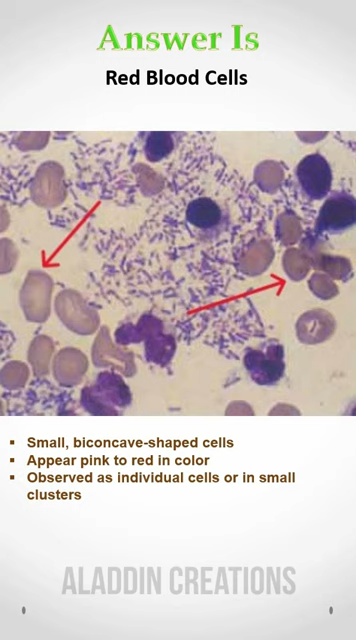 Answer Is
Red Blood Cells
▪ Small, biconcave-shaped cells
▪ Appear pink to red in color
▪ Observed as individual cells or in small
clusters
ALADDIN CREATIONS